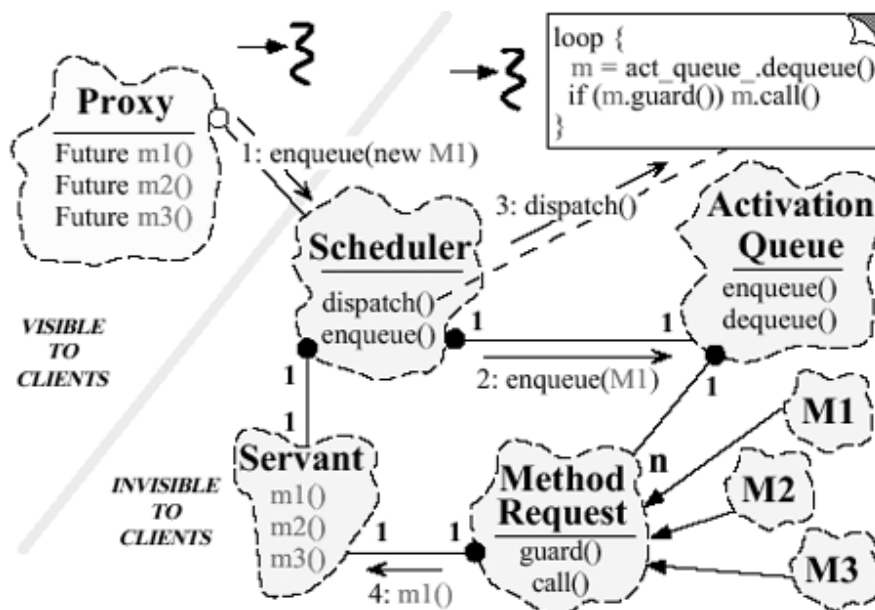 loop {
m = act_queue_.dequeue()
if (m.guard()) m.call()
}
Proxy
Future m1()
Future m2()
Future m3()
1: enqueue(new M1)
3: dispatch()
Scheduler
dispatch()
enqueue()
Activation
Queue
enqueue()
dequeue()
VISIBLE
TO
CLIENTS
1
1
2: enqueue(M1)
1
1
1
n
M1
M2
M3
INVISIBLE
TO
CLIENTS
Servant
m1()
m2()
m3()
Method
Request
guard()
call()
1
1
4: m1()